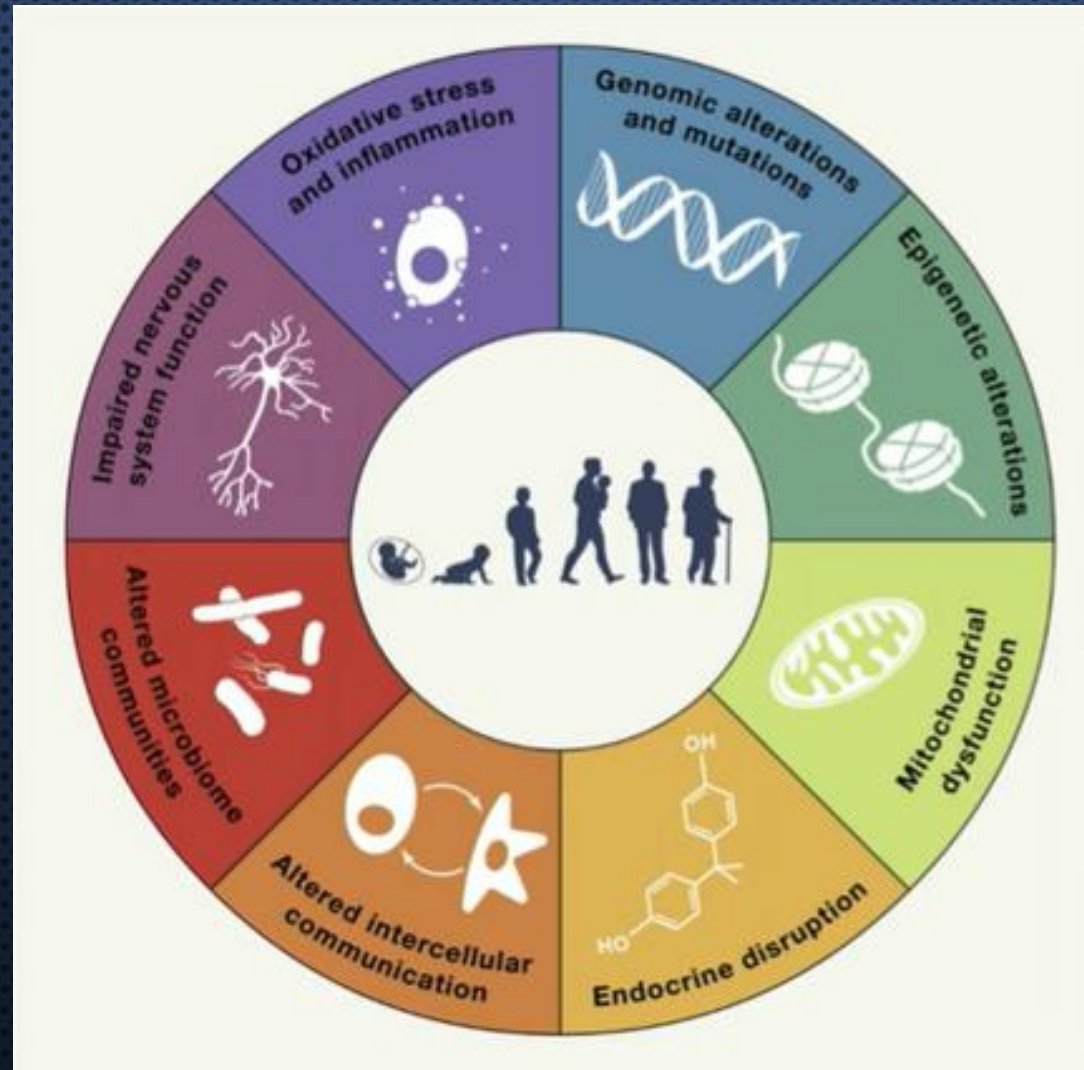 Oxidative stress
and inflammation
Genomic alterations
and mutations
Epigenetic alterations
Mitochondrial
dysfunction
OH
HO
Endocrine disruption
Altered intercellular
communication
Altered microbiome
communities
Impaired nervous
system function